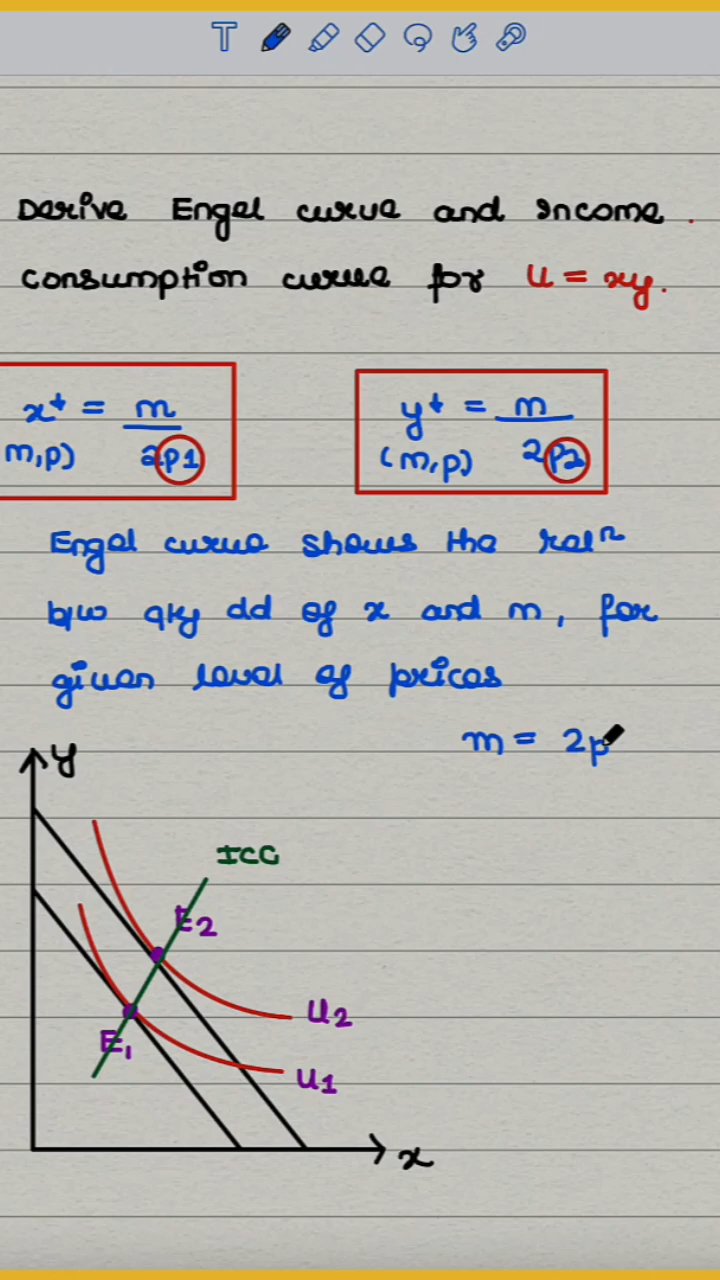 Derive Engel curve and Income
consumption curve for U = xy.
x* = m / 2p1
m,p)
y* = m / 2p2
(m,p)
Engel curve shows the relⁿ
b/w qty dd of x and m, for
given level of prices
m = 2p
y
ICC
E2
U2
E1
U1
x